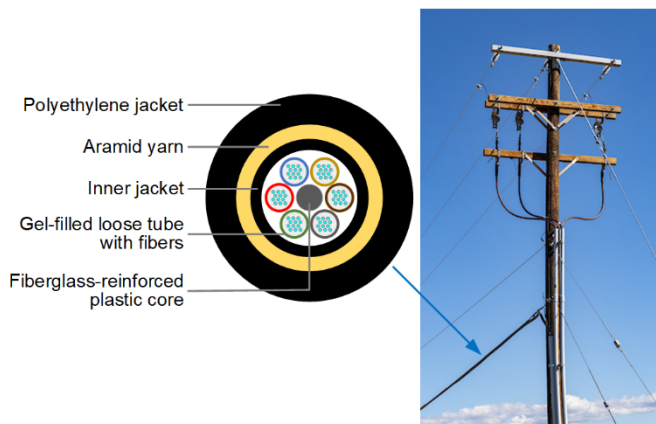 Polyethylene jacket
Aramid yarn
Inner jacket
Gel-filled loose tube
with fibers
Fiberglass-reinforced
plastic core